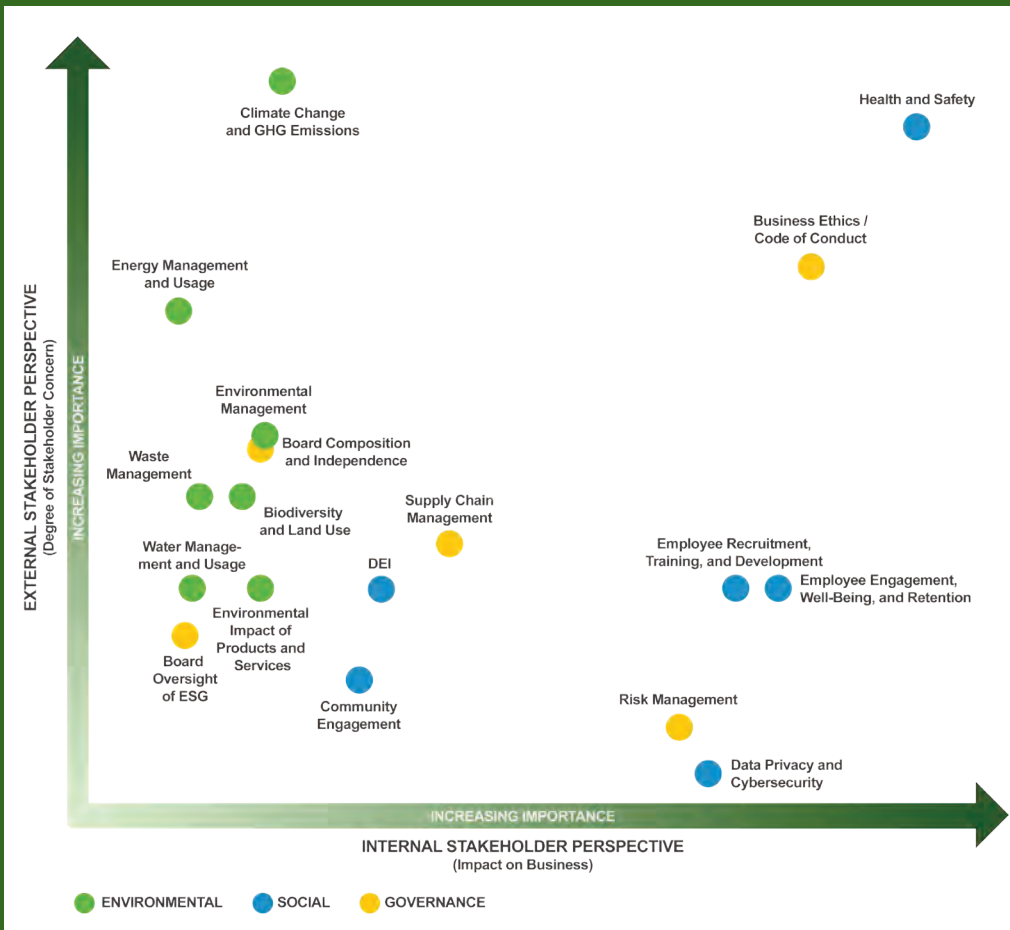 Climate Change
and GHG Emissions
Health and Safety
Business Ethics /
Code of Conduct
Energy Management
and Usage
Environmental
Management
Board Composition
and Independence
Waste
Management
Biodiversity
and Land Use
Supply Chain
Management
Water Manage-
ment and Usage
DEI
Employee Recruitment,
Training, and Development
Employee Engagement,
Well-Being, and Retention
Environmental
Impact of
Products and
Services
Board
Oversight
of ESG
Community
Engagement
Risk Management
Data Privacy and
Cybersecurity
EXTERNAL STAKEHOLDER PERSPECTIVE
(Degree of Stakeholder Concern)
INCREASING IMPORTANCE
INCREASING IMPORTANCE
INTERNAL STAKEHOLDER PERSPECTIVE
(Impact on Business)
ENVIRONMENTAL
SOCIAL
GOVERNANCE